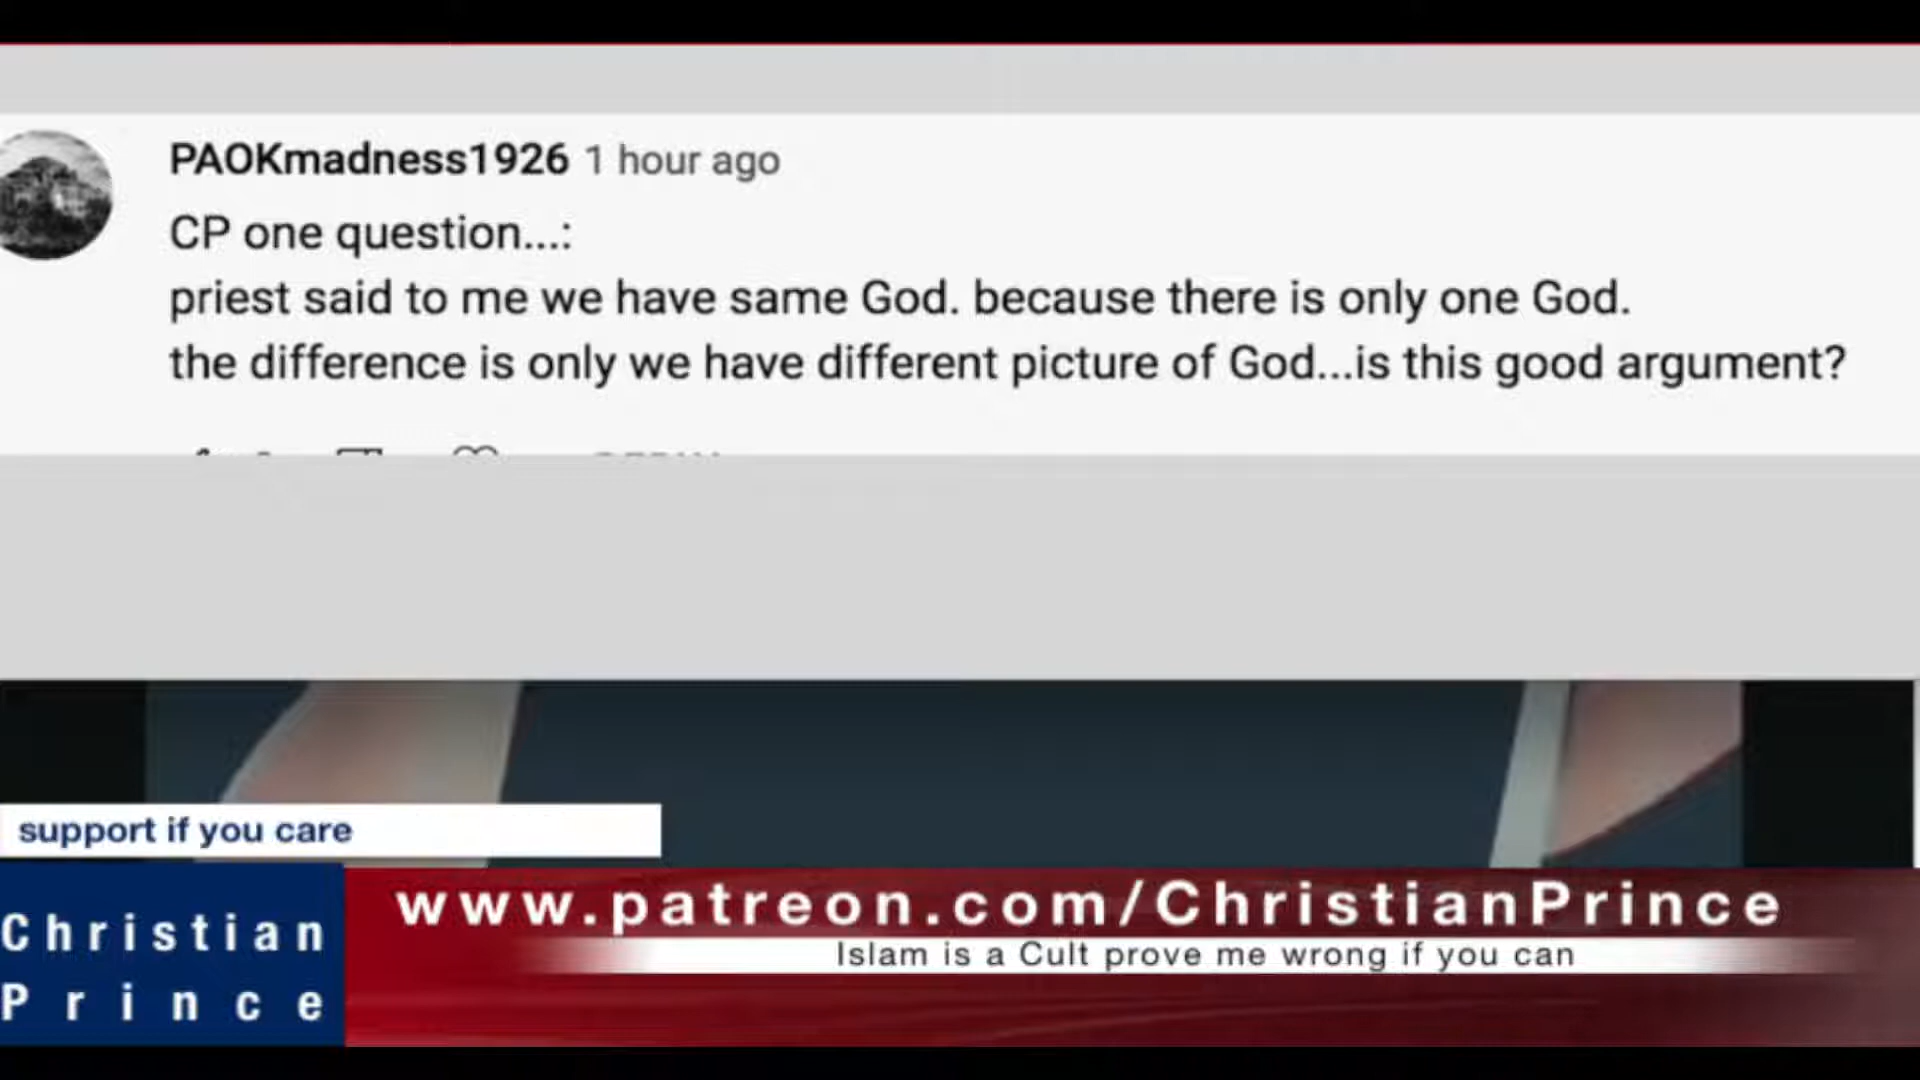 PAOKmadness1926 1 hour ago
CP one question...:
priest said to me we have same God. because there is only one God.
the difference is only we have different picture of God...is this good argument?
support if you care
Christian
Prince
www.patreon.com/ChristianPrince
Islam is a Cult prove me wrong if you can